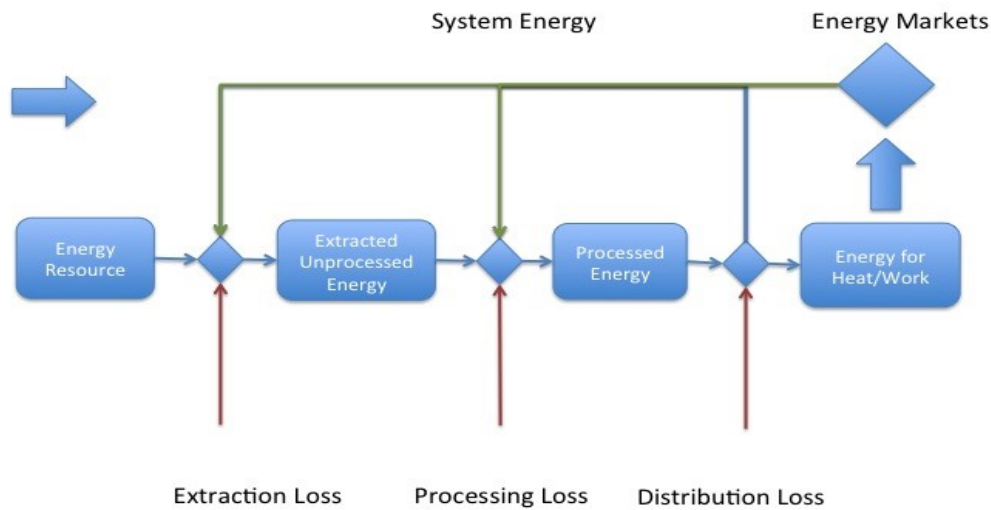 System Energy
Energy Markets
Energy
Resource
Extracted
Unprocessed
Energy
Processed
Energy
Energy for
Heat/Work
Extraction Loss
Processing Loss
Distribution Loss